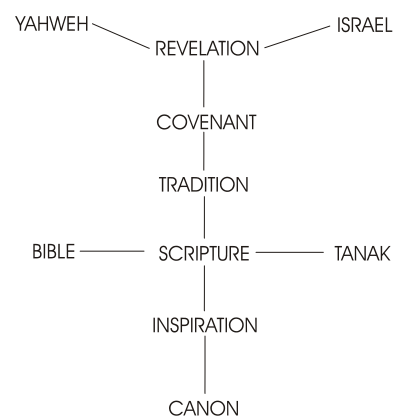 YAHWEH
ISRAEL
REVELATION
COVENANT
TRADITION
BIBLE
SCRIPTURE
TANAK
INSPIRATION
CANON